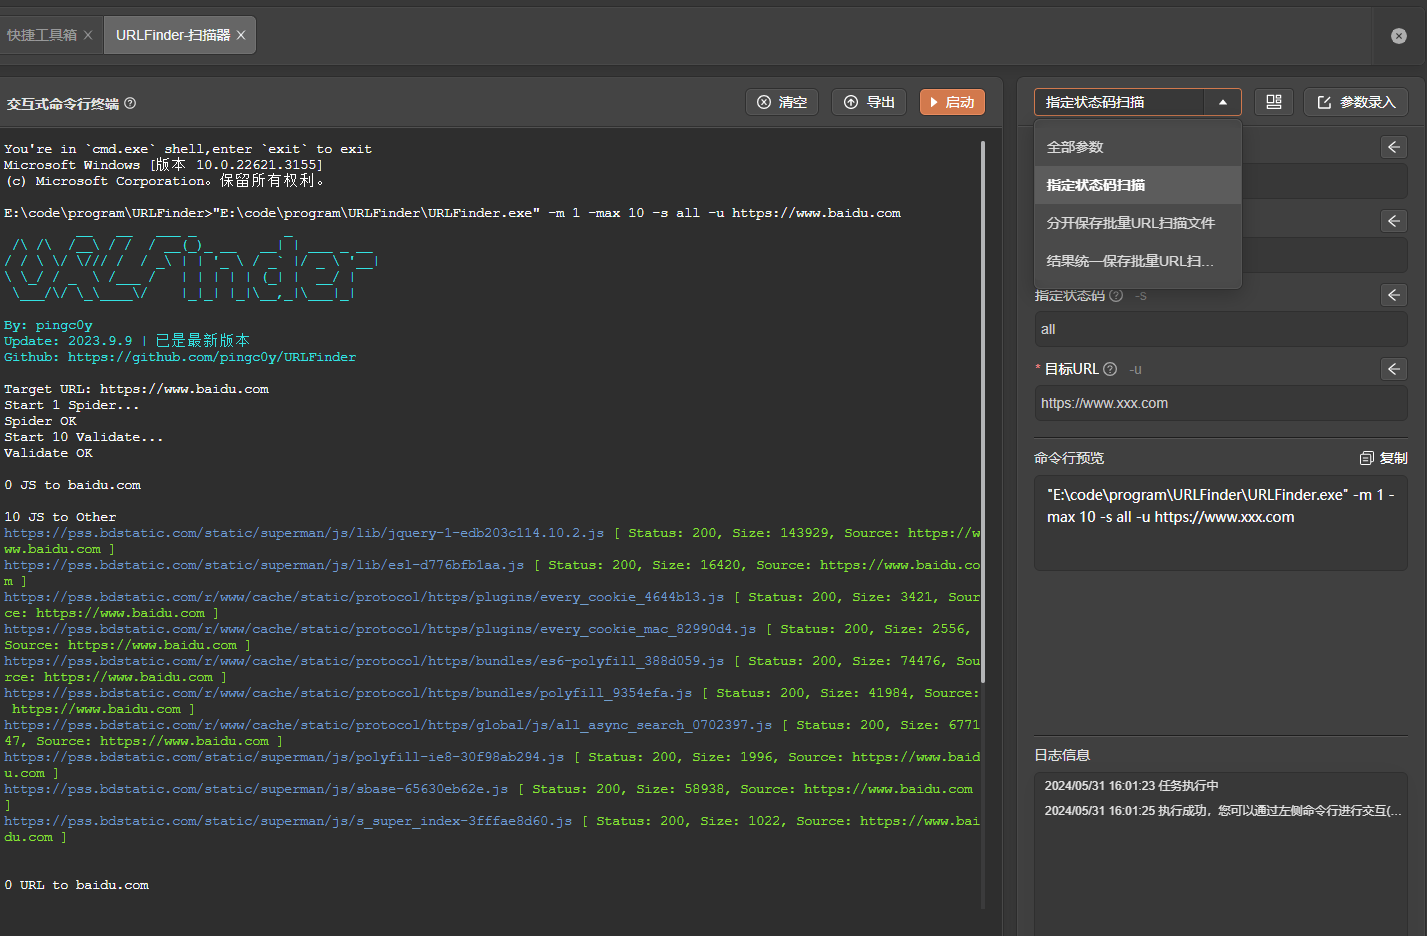 快捷工具箱
URLFinder-扫描器
交互式命令行终端
清空
导出
启动
You're in `cmd.exe` shell,enter `exit` to exit
Microsoft Windows [版本 10.0.22621.3155]
(c) Microsoft Corporation。保留所有权利。
E:\code\program\URLFinder>"E:\code\program\URLFinder\URLFinder.exe" -m 1 -max 10 -s all -u https://www.baidu.com
URLFinder
By: pingc0y
Update: 2023.9.9 | 已是最新版本
Github: https://github.com/pingc0y/URLFinder
Target URL: https://www.baidu.com
Start 1 Spider...
Spider OK
Start 10 Validate...
Validate OK
0 JS to baidu.com
10 JS to Other
https://pss.bdstatic.com/static/superman/js/lib/jquery-1-edb203c114.10.2.js [ Status: 200, Size: 143929, Source: https://w
ww.baidu.com ]
https://pss.bdstatic.com/static/superman/js/lib/esl-d776bfb1aa.js [ Status: 200, Size: 16420, Source: https://www.baidu.co
m ]
https://pss.bdstatic.com/r/www/cache/static/protocol/https/plugins/every_cookie_4644b13.js [ Status: 200, Size: 3421, Sour
ce: https://www.baidu.com ]
https://pss.bdstatic.com/r/www/cache/static/protocol/https/plugins/every_cookie_mac_82990d4.js [ Status: 200, Size: 2556,
Source: https://www.baidu.com ]
https://pss.bdstatic.com/r/www/cache/static/protocol/https/bundles/es6-polyfill_388d059.js [ Status: 200, Size: 74476, Sou
rce: https://www.baidu.com ]
https://pss.bdstatic.com/r/www/cache/static/protocol/https/bundles/polyfill_9354efa.js [ Status: 200, Size: 41984, Source:
https://www.baidu.com ]
https://pss.bdstatic.com/r/www/cache/static/protocol/https/global/js/all_async_search_0702397.js [ Status: 200, Size: 6771
47, Source: https://www.baidu.com ]
https://pss.bdstatic.com/static/superman/js/polyfill-ie8-30f98ab294.js [ Status: 200, Size: 1996, Source: https://www.baid
u.com ]
https://pss.bdstatic.com/static/superman/js/sbase-65630eb62e.js [ Status: 200, Size: 58938, Source: https://www.baidu.com
]
https://pss.bdstatic.com/static/superman/js/s_super_index-3fffae8d60.js [ Status: 200, Size: 1022, Source: https://www.bai
du.com ]
0 URL to baidu.com
指定状态码扫描
参数录入
全部参数
指定状态码扫描
分开保存批量URL扫描文件
结果统一保存批量URL扫...
指定状态码 -s
all
* 目标URL -u
https://www.xxx.com
命令行预览
复制
"E:\code\program\URLFinder\URLFinder.exe" -m 1 -
max 10 -s all -u https://www.xxx.com
日志信息
2024/05/31 16:01:23 任务执行中
2024/05/31 16:01:25 执行成功，您可以通过左侧命令行进行交互(...